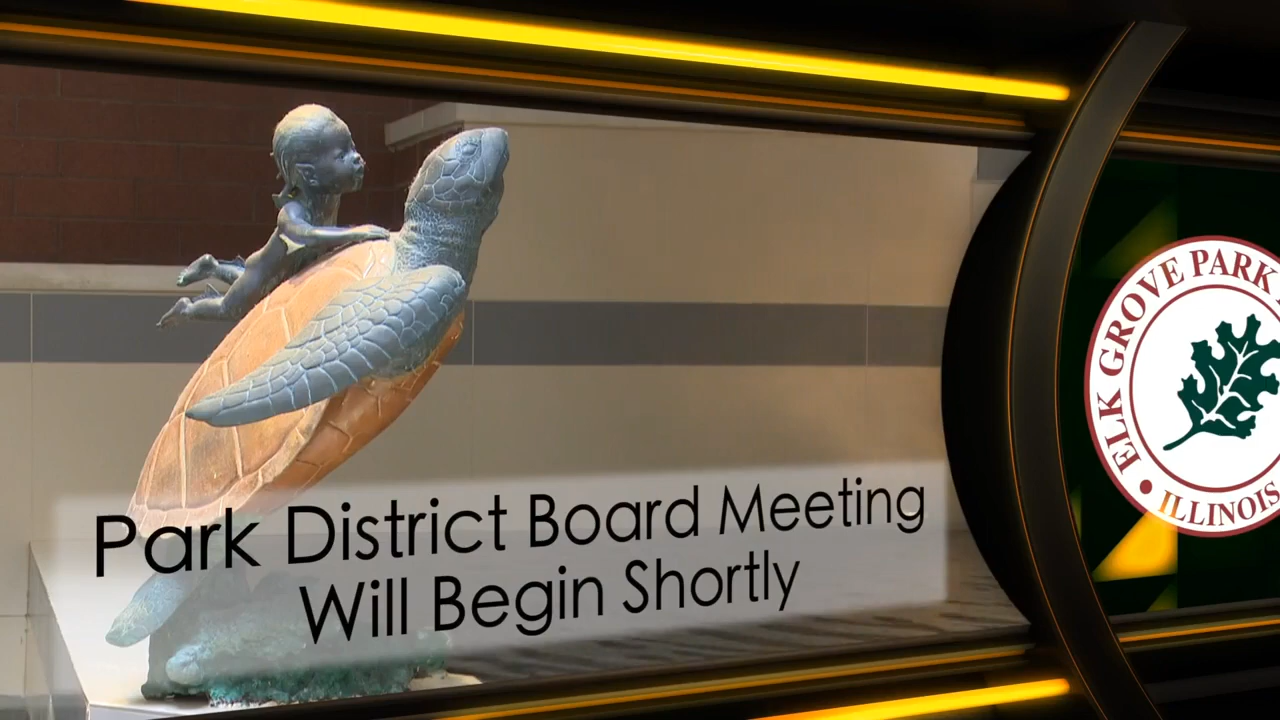 Park District Board Meeting
Will Begin Shortly
ELK GROVE PARK
ILLINOIS